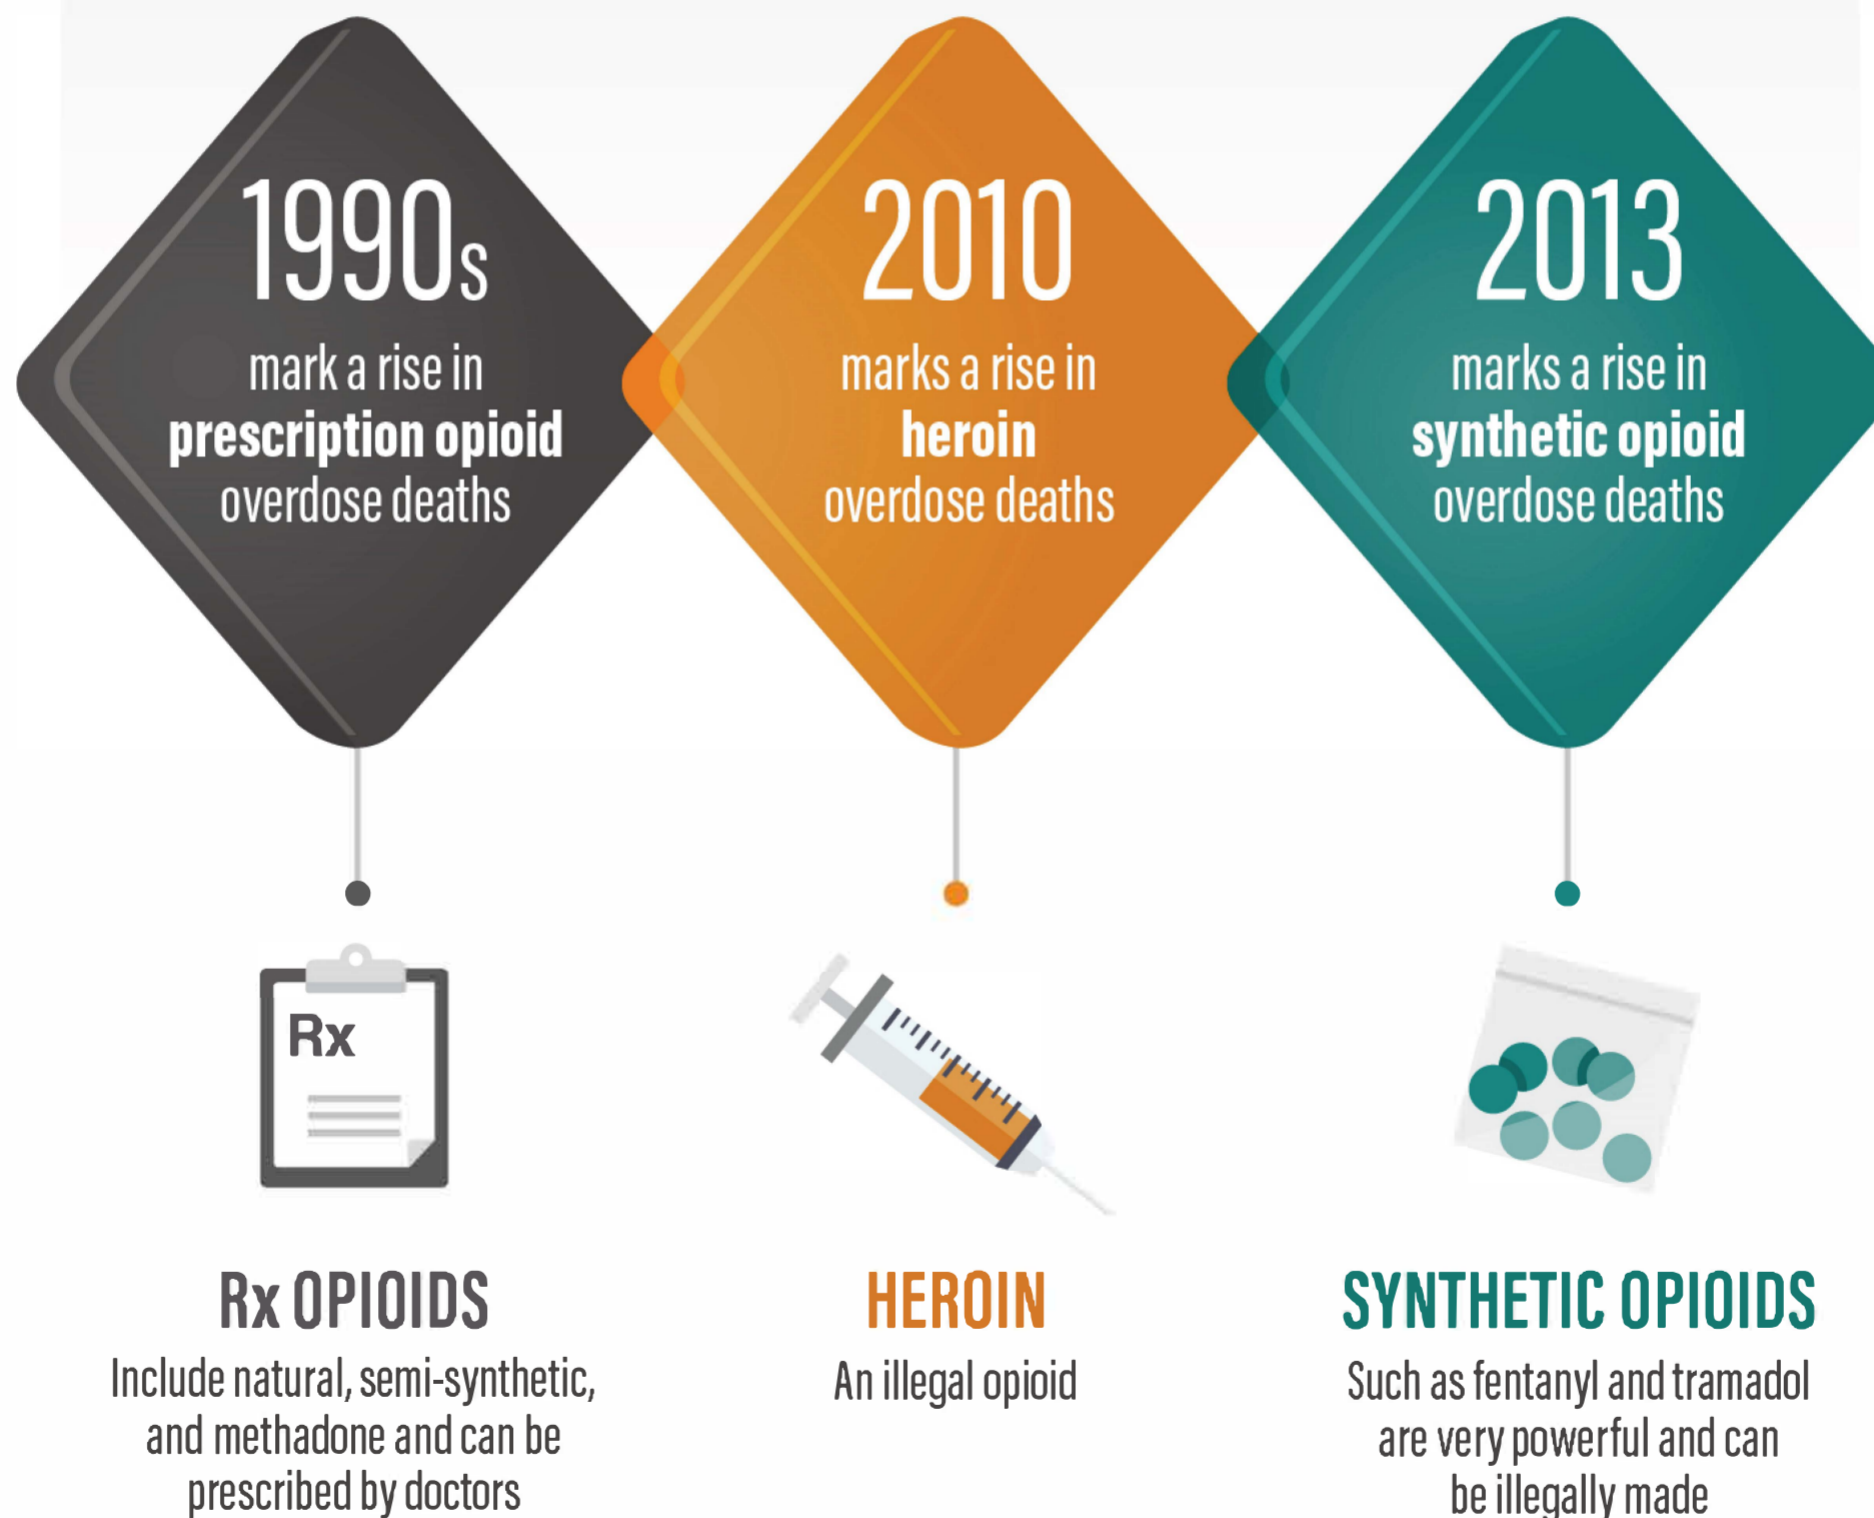 1990s
mark a rise in
prescription opioid
overdose deaths
2010
marks a rise in
heroin
overdose deaths
2013
marks a rise in
synthetic opioid
overdose deaths
Rx
Rx OPIOIDS
Include natural, semi-synthetic,
and methadone and can be
prescribed by doctors
HEROIN
An illegal opioid
SYNTHETIC OPIOIDS
Such as fentanyl and tramadol
are very powerful and can
be illegally made